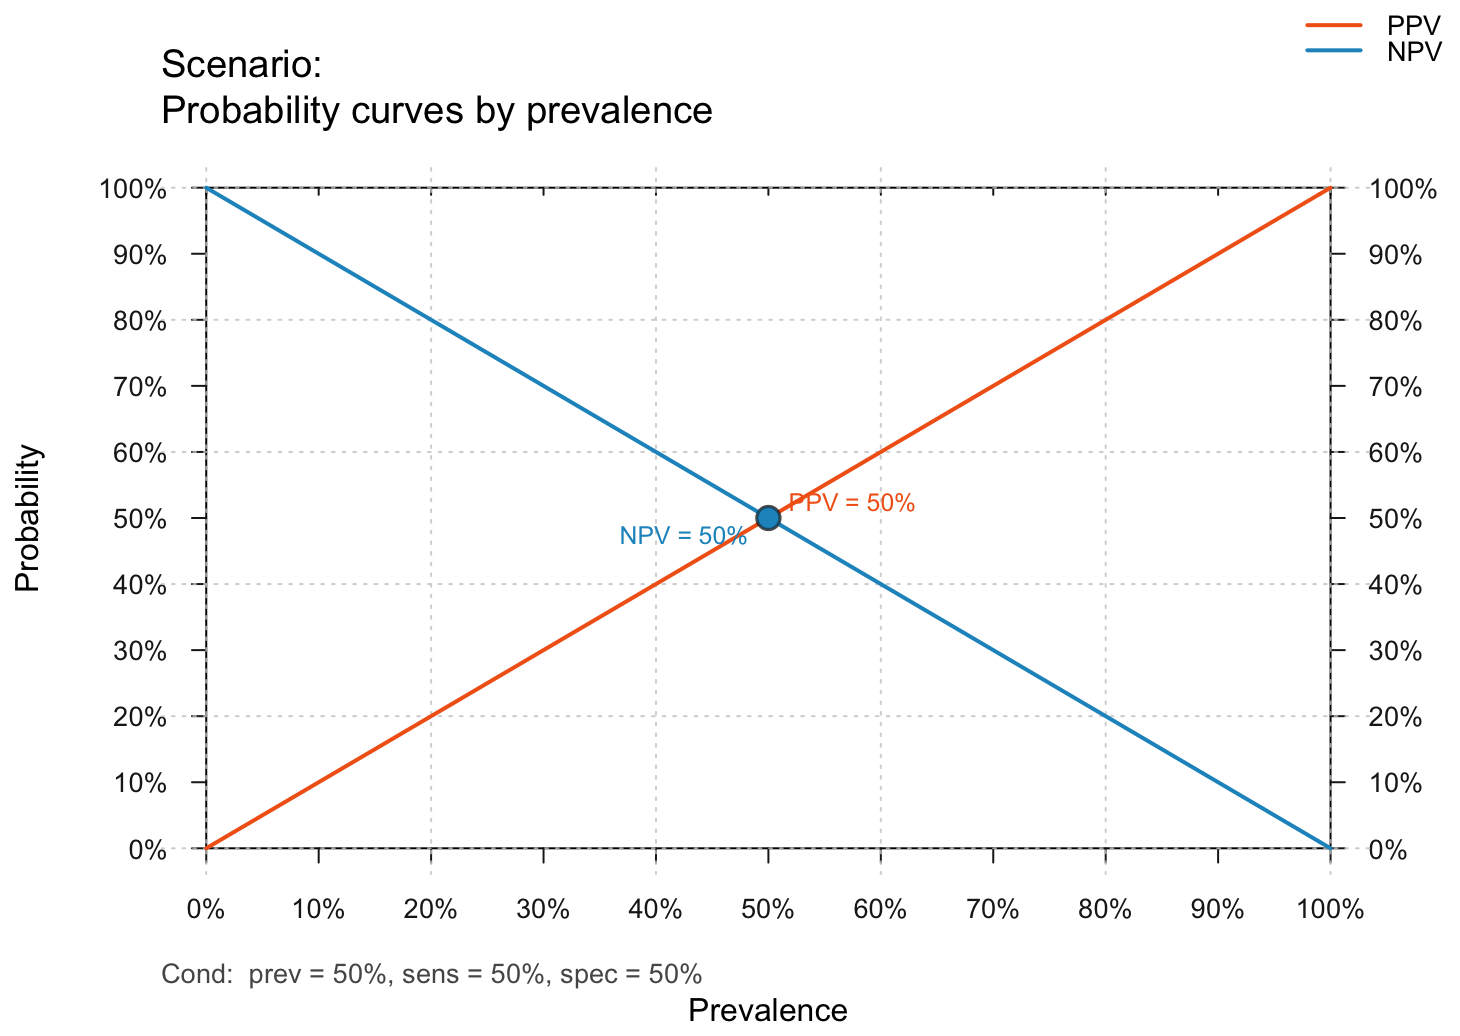 PPV
NPV
Scenario:
Probability curves by prevalence
100% 100%
90% 90%
80% 80%
70% 70%
60% 60%
PPV = 50%
50% 50%
NPV = 50%
40% 40%
30% 30%
20% 20%
10% 10%
0% 0%
Probability
0% 10% 20% 30% 40% 50% 60% 70% 80% 90% 100%
Cond:  prev = 50%, sens = 50%, spec = 50%
Prevalence